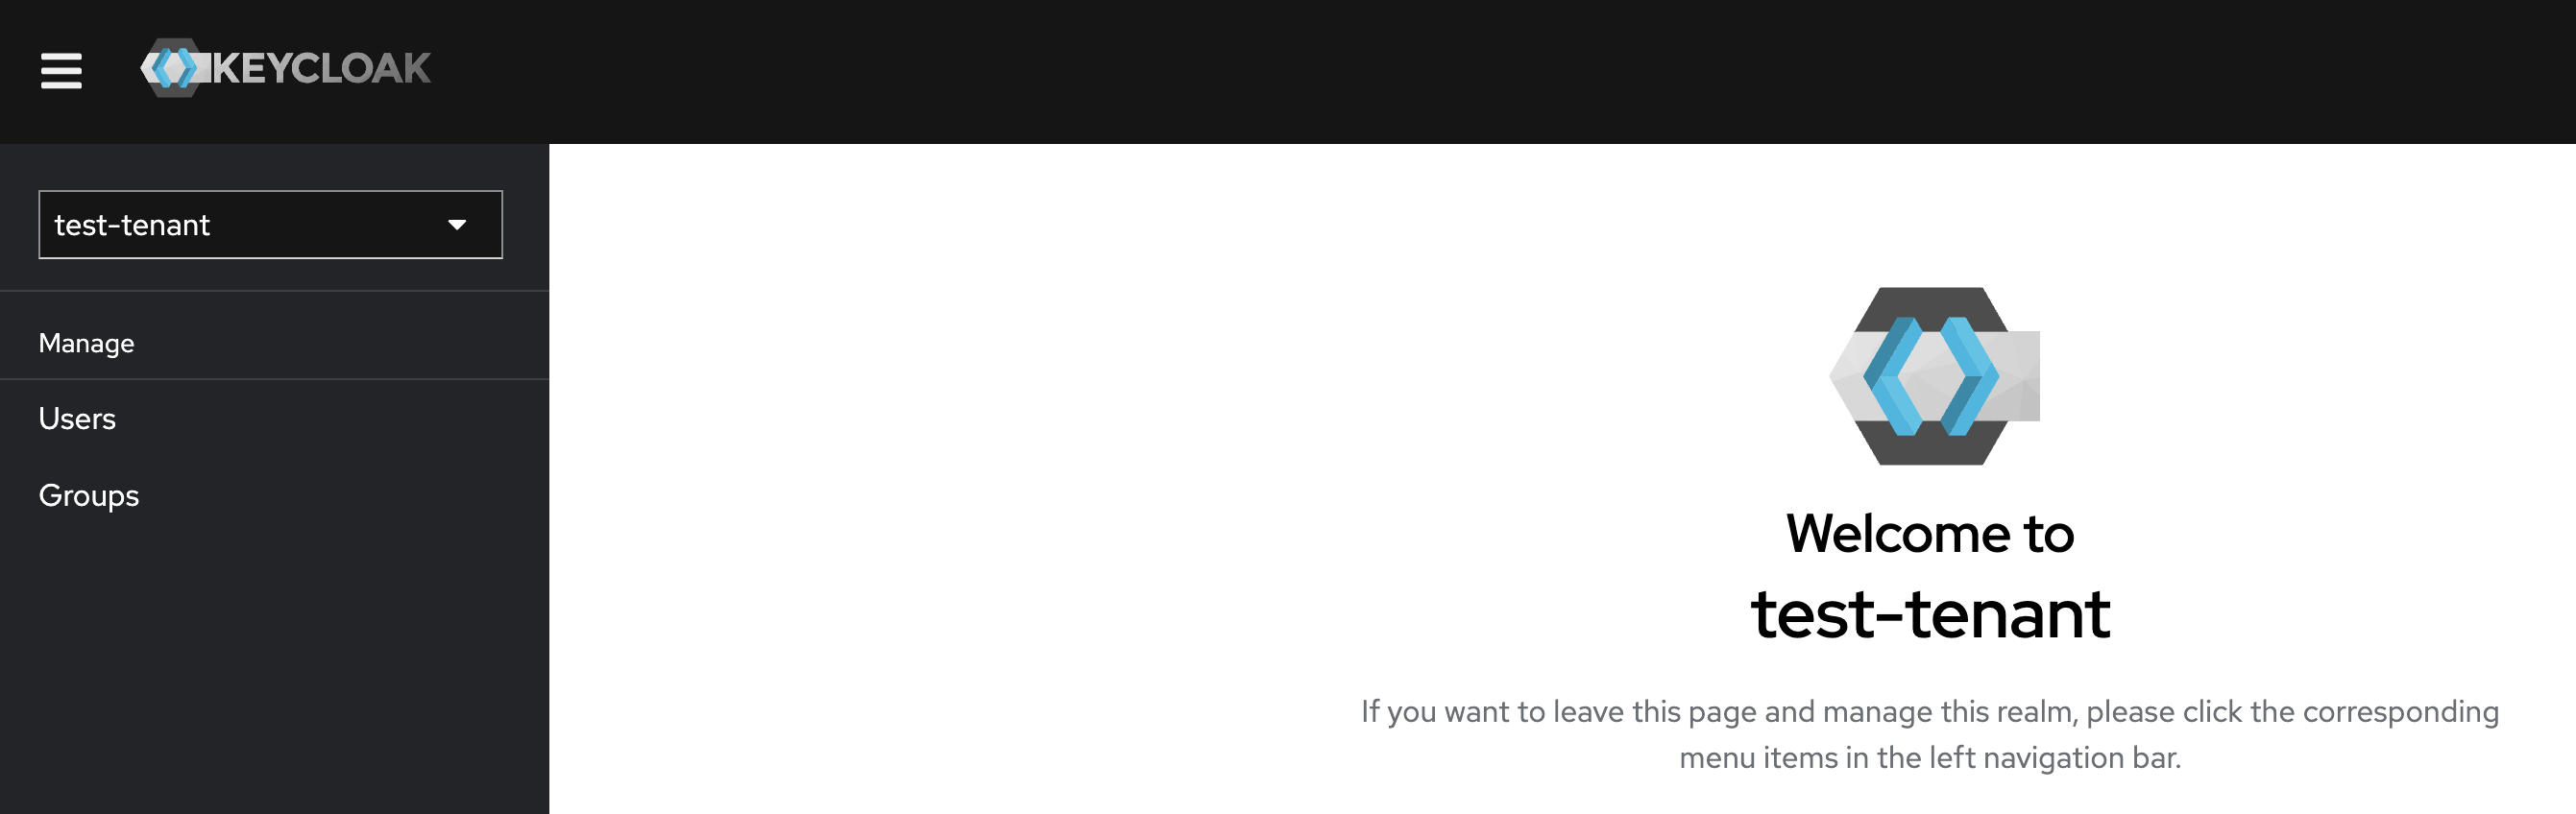 KEYCLOAK
test-tenant
Manage
Users
Groups
Welcome to
test-tenant
If you want to leave this page and manage this realm, please click the corresponding
menu items in the left navigation bar.